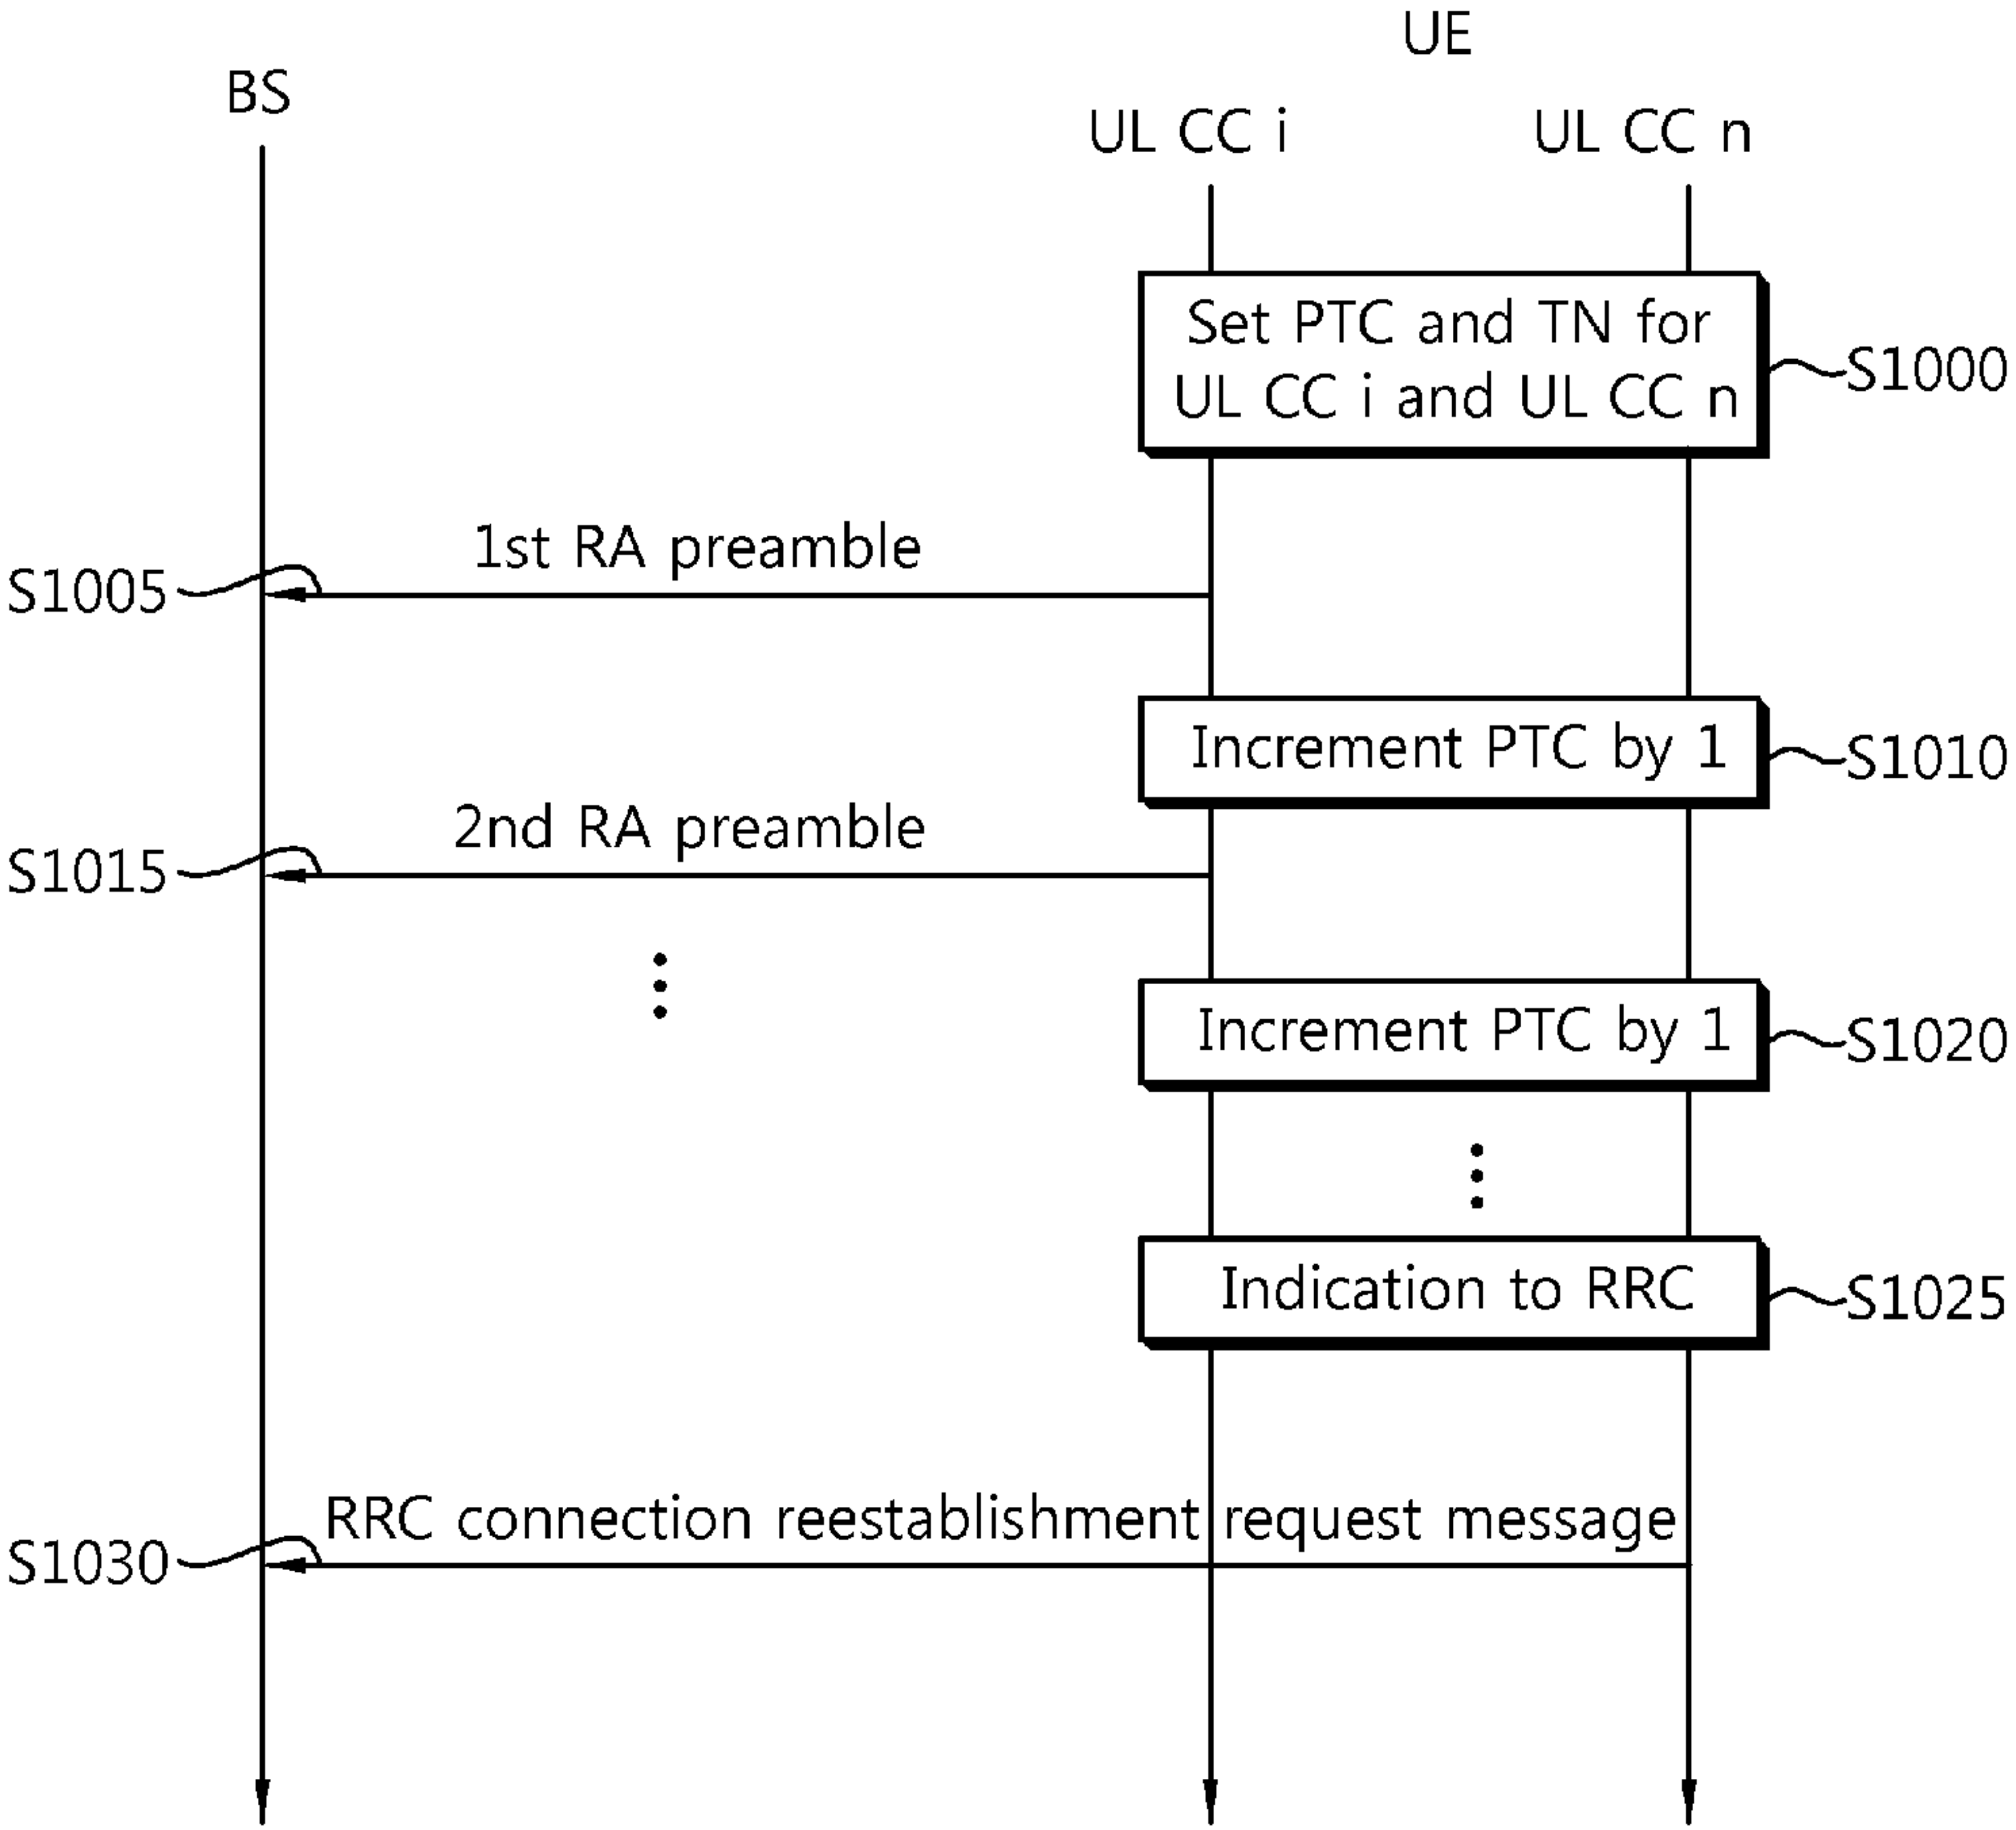 UE
BS
UL CC i
UL CC n
Set PTC and TN for
UL CC i and UL CC n
S1000
1st RA preamble
S1005
Increment PTC by 1
S1010
2nd RA preamble
S1015
Increment PTC by 1
S1020
Indication to RRC
S1025
RRC connection reestablishment request message
S1030